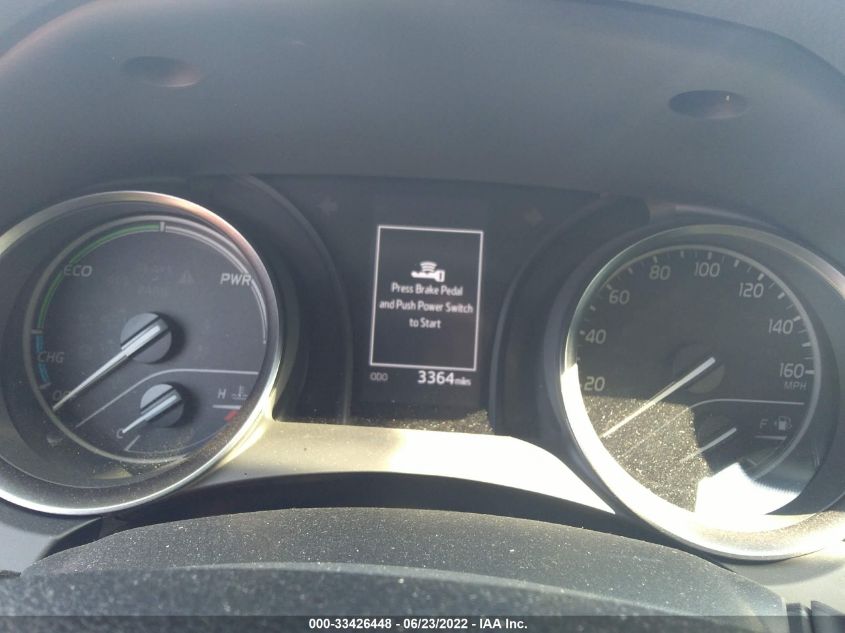 ECO
PWR
CHG
H
C
Press Brake Pedal
and Push Power Switch
to Start
ODO 3364 miles
20
40
60
80
100
120
140
160
MPH
F
000-33426448 - 06/23/2022 - IAA Inc.